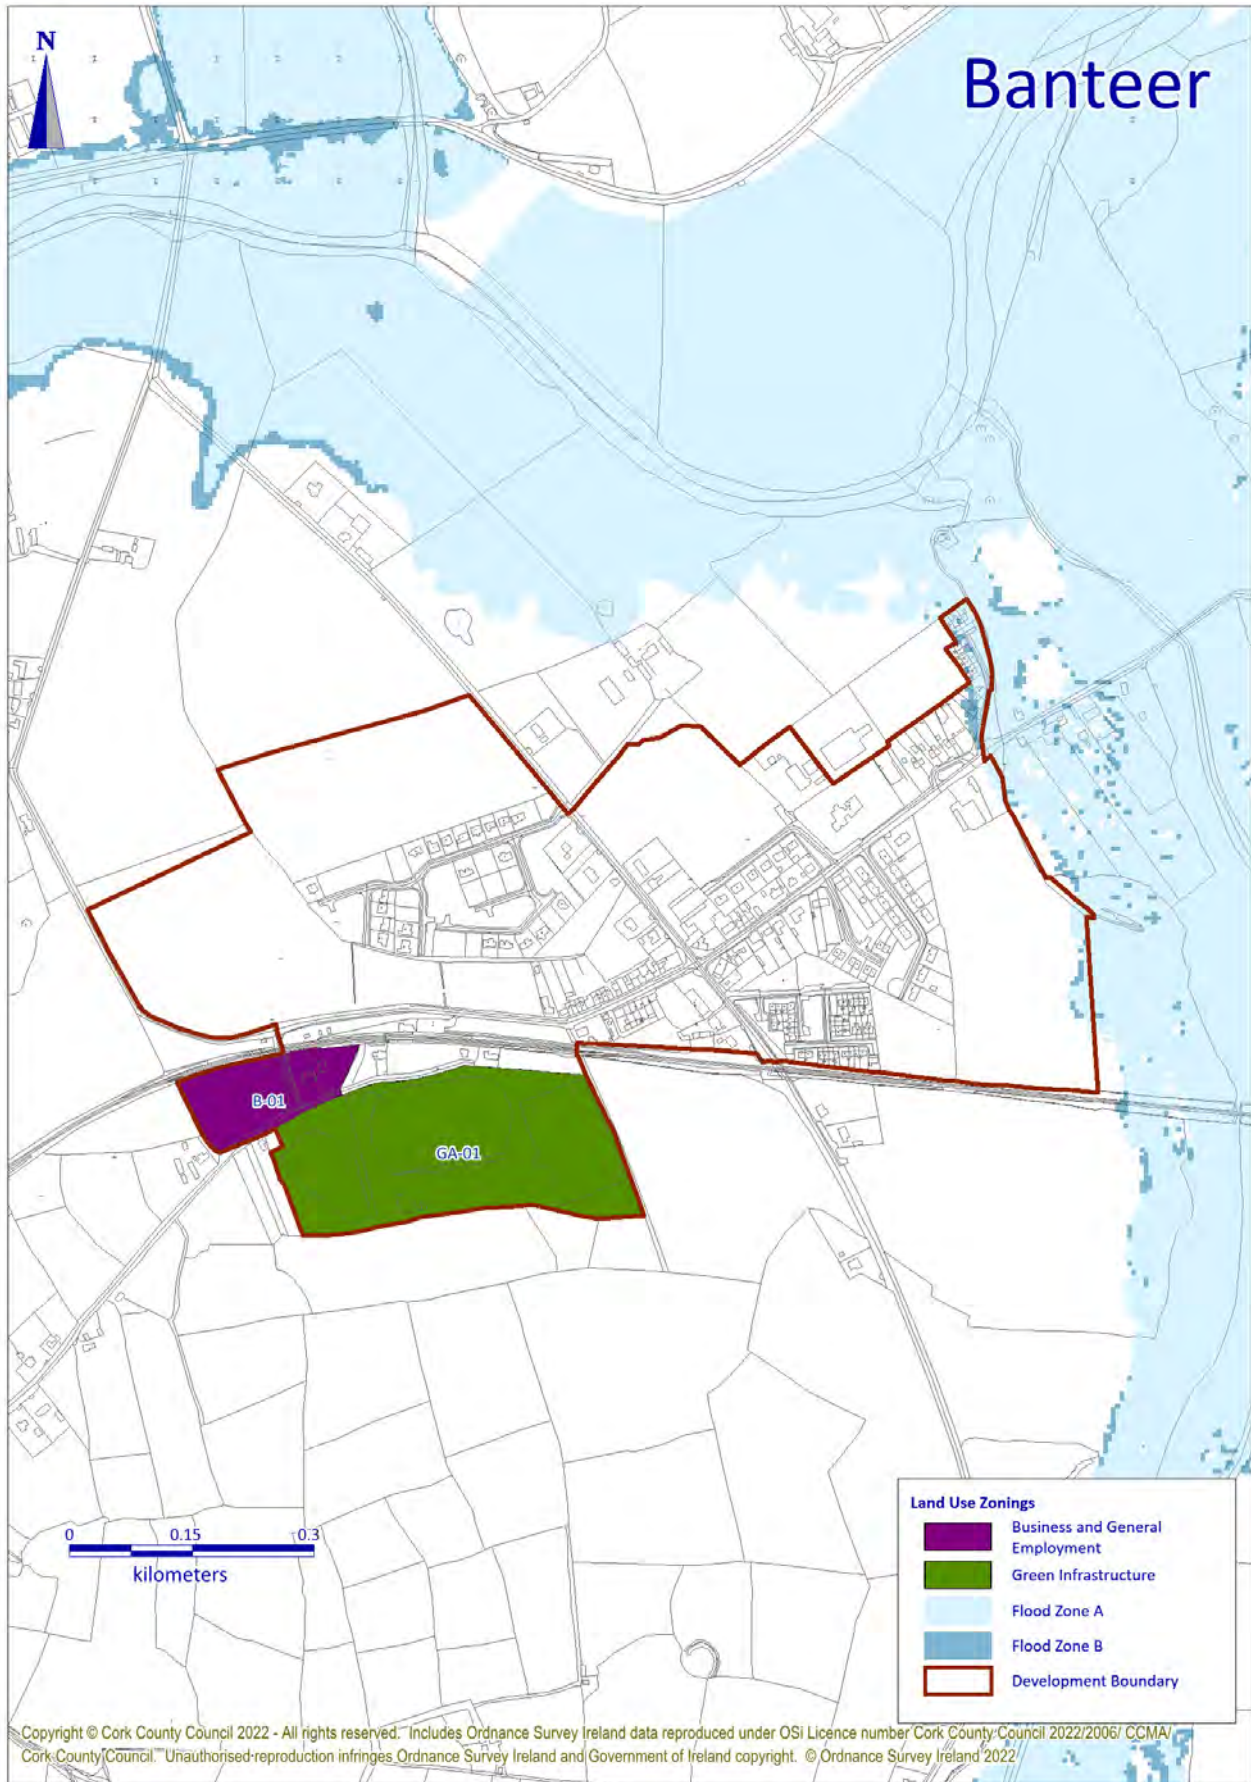 N
Banteer
B-01
GA-01
0 0.15 0.3
kilometers
Land Use Zonings
Business and General
Employment
Green Infrastructure
Flood Zone A
Flood Zone B
Development Boundary
Copyright © Cork County Council 2022 - All rights reserved. Includes Ordnance Survey Ireland data reproduced under OSi Licence number Cork County Council 2022/2006/ CCMA/
Cork County Council. Unauthorised reproduction infringes Ordnance Survey Ireland and Government of Ireland copyright. © Ordnance Survey Ireland 2022